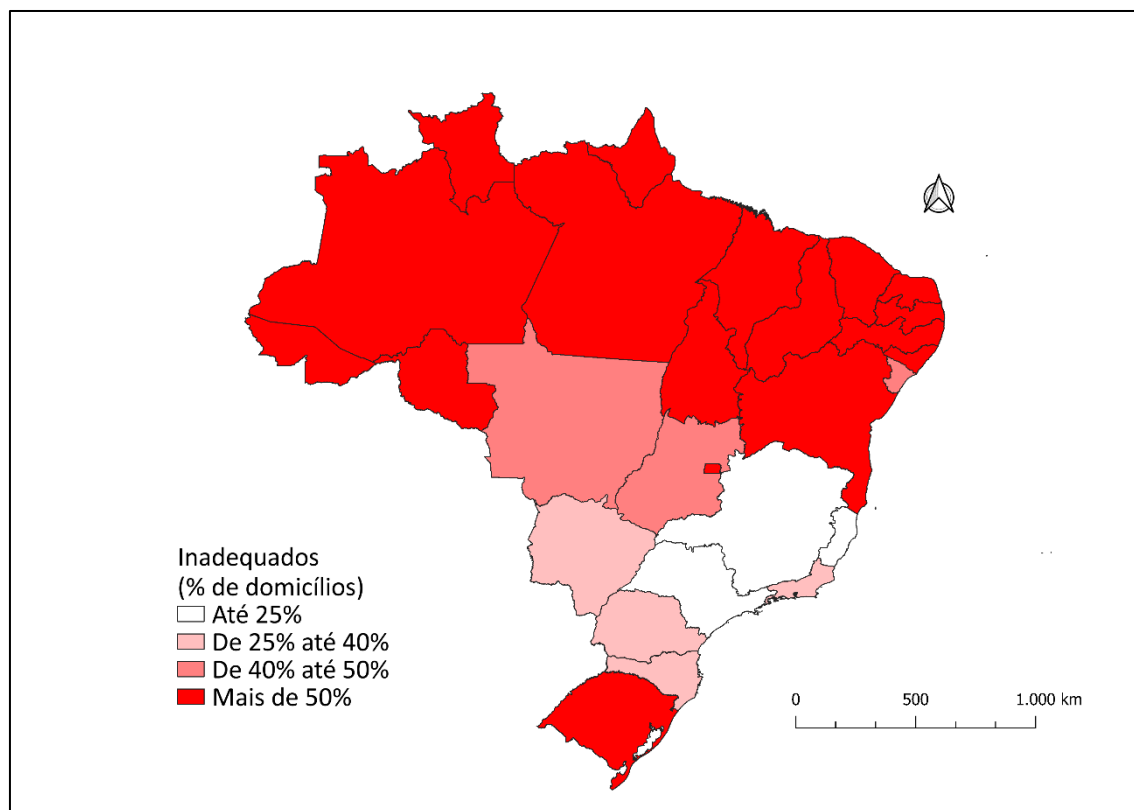 Inadequados
(% de domicílios)
Até 25%
De 25% até 40%
De 40% até 50%
Mais de 50%
0 500 1.000 km